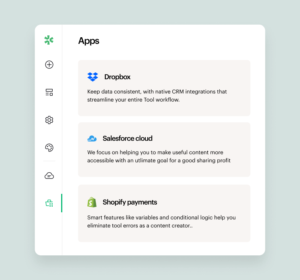 Apps
Dropbox
Keep data consistent, with native CRM integrations that
streamline your entire Tool workflow.
Salesforce cloud
We focus on helping you to make useful content more
accessible with an utlimate goal for a good sharing profit
Shopify payments
Smart features like variables and conditional logic help you
eliminate tool errors as a content creator..